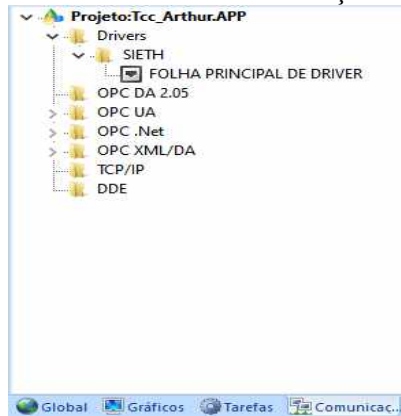 Projeto:Tcc_Arthur.APP
Drivers
SIETH
FOLHA PRINCIPAL DE DRIVER
OPC DA 2.05
OPC UA
OPC .Net
OPC XML/DA
TCP/IP
DDE
Global Gráficos Tarefas Comunicaç..